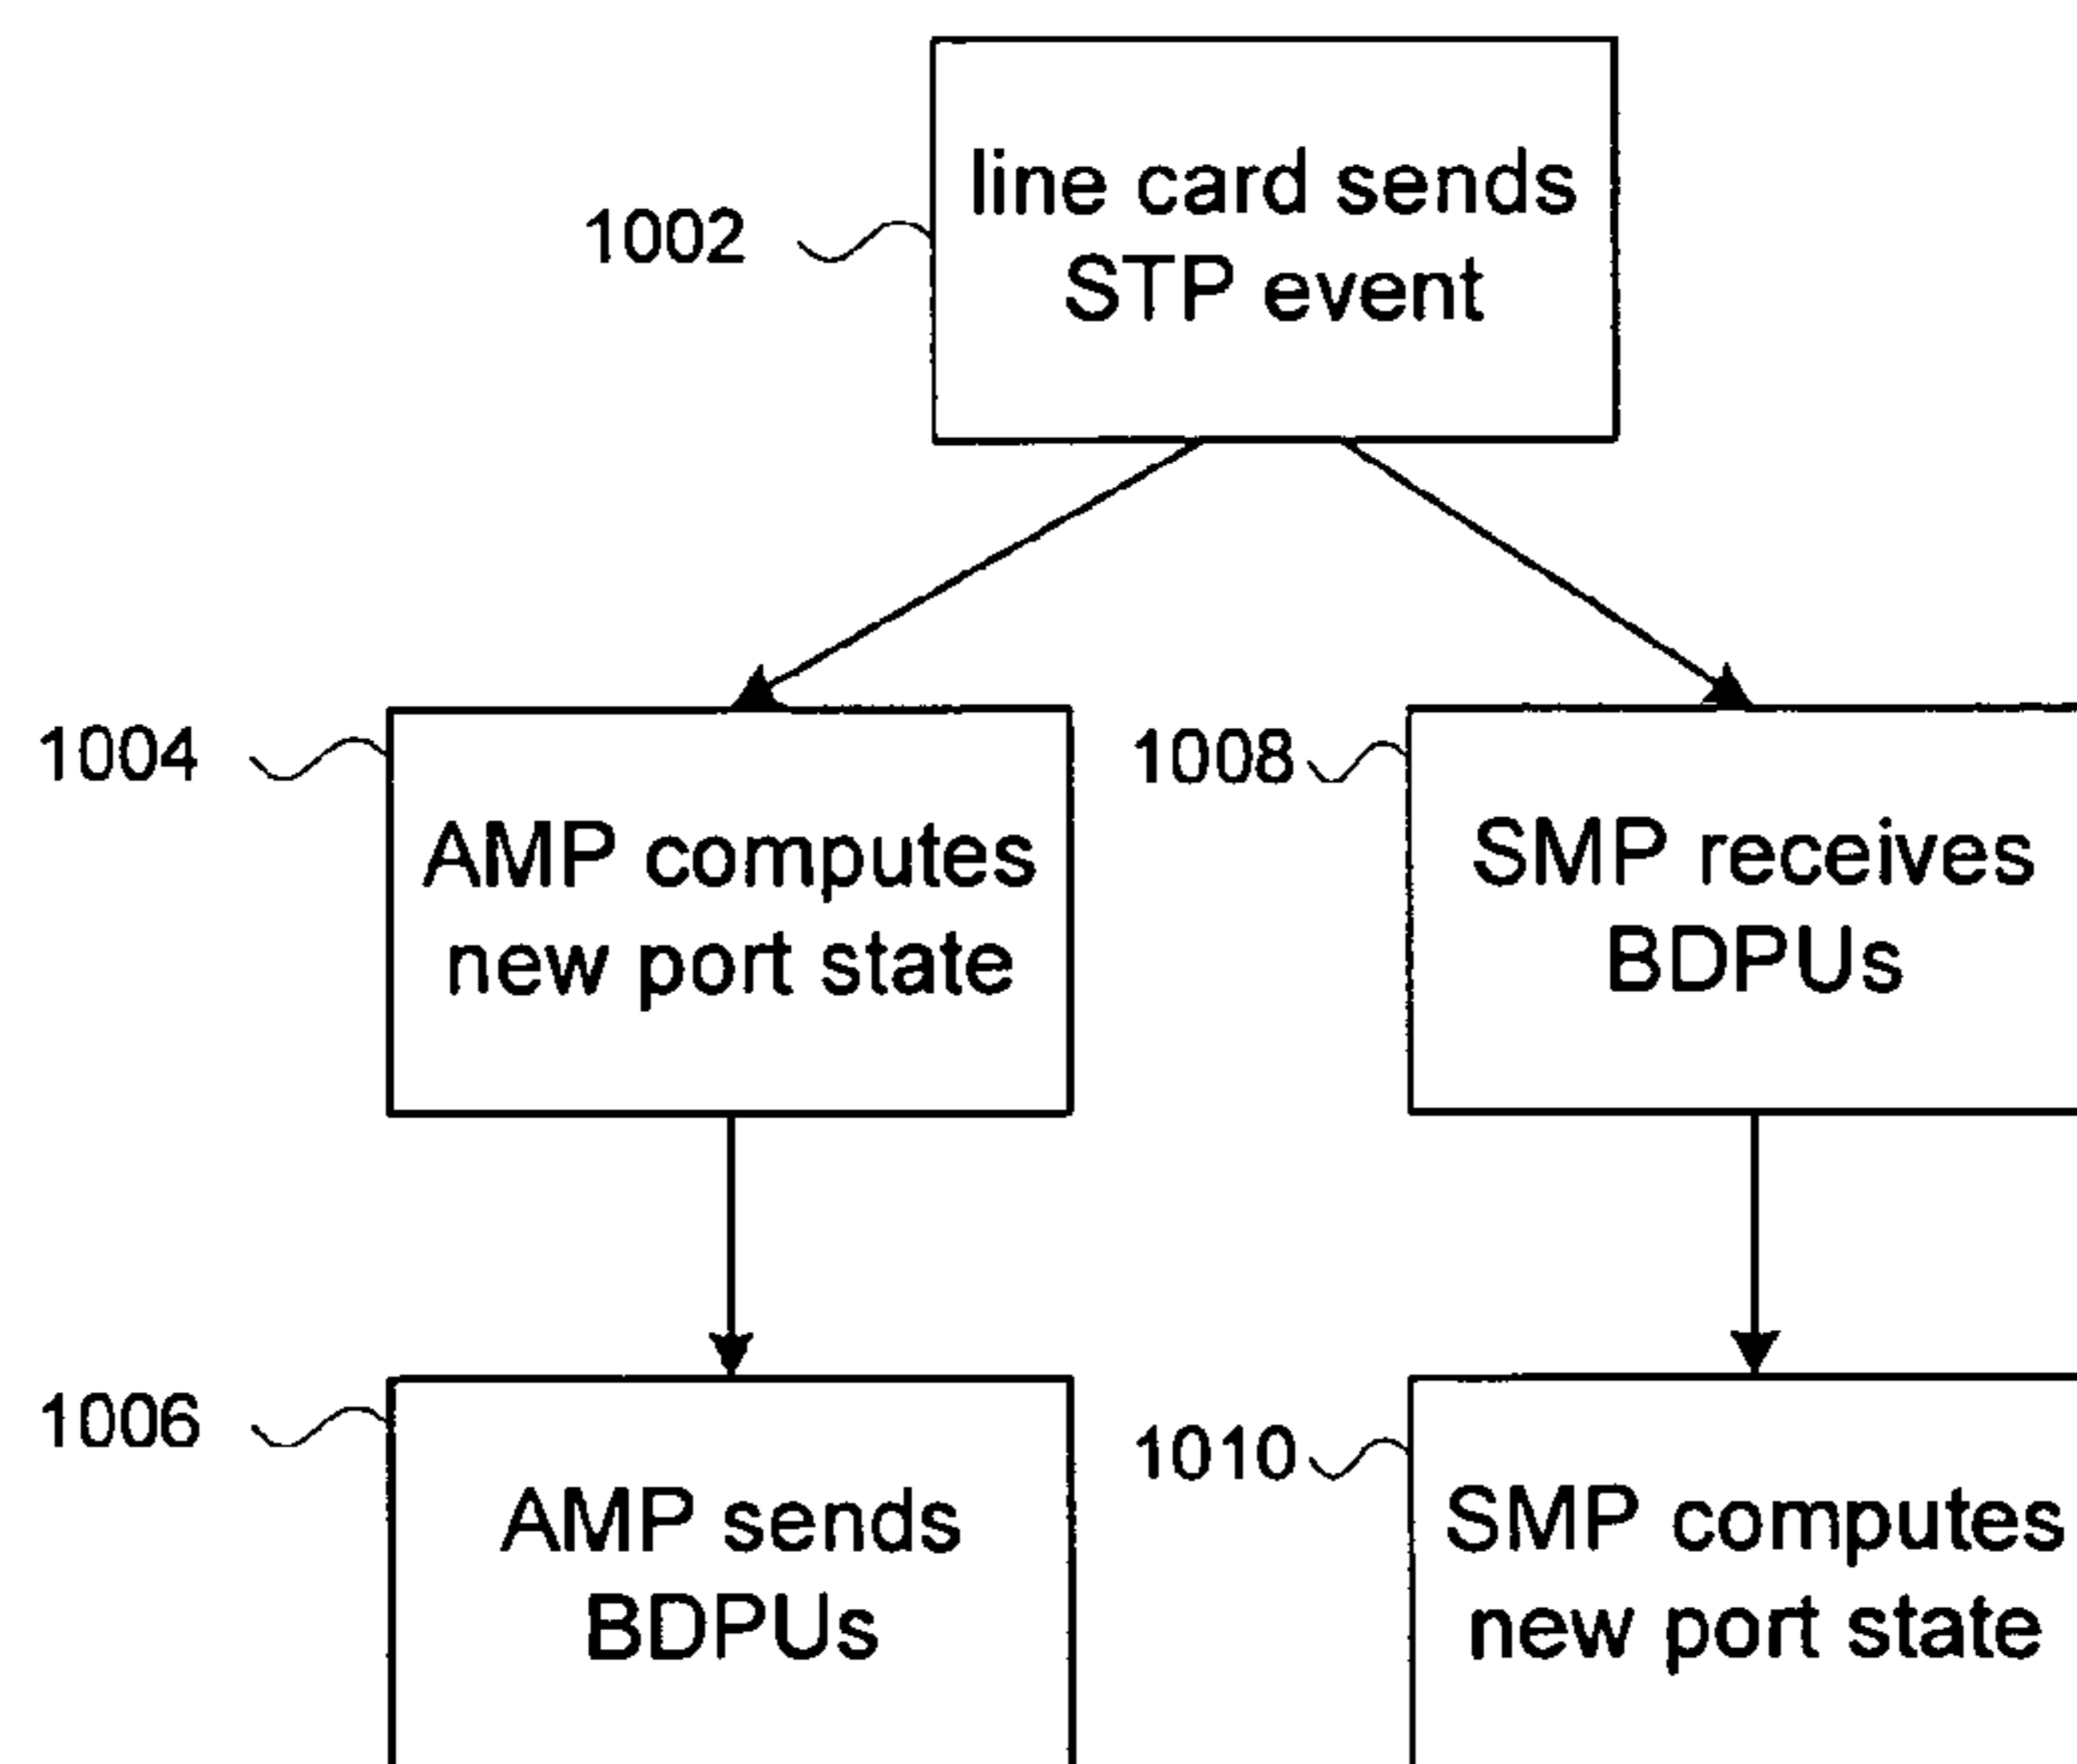 line card sends
STP event
1002
1004
AMP computes
new port state
1008
SMP receives
BDPUs
1006
AMP sends
BDPUs
1010
SMP computes
new port state